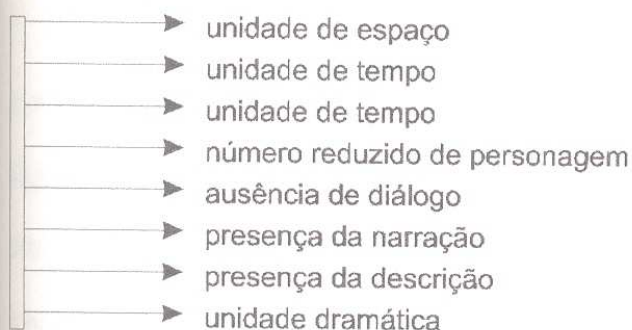 unidade de espaço
unidade de tempo
unidade de tempo
número reduzido de personagem
ausência de diálogo
presença da narração
presença da descrição
unidade dramática